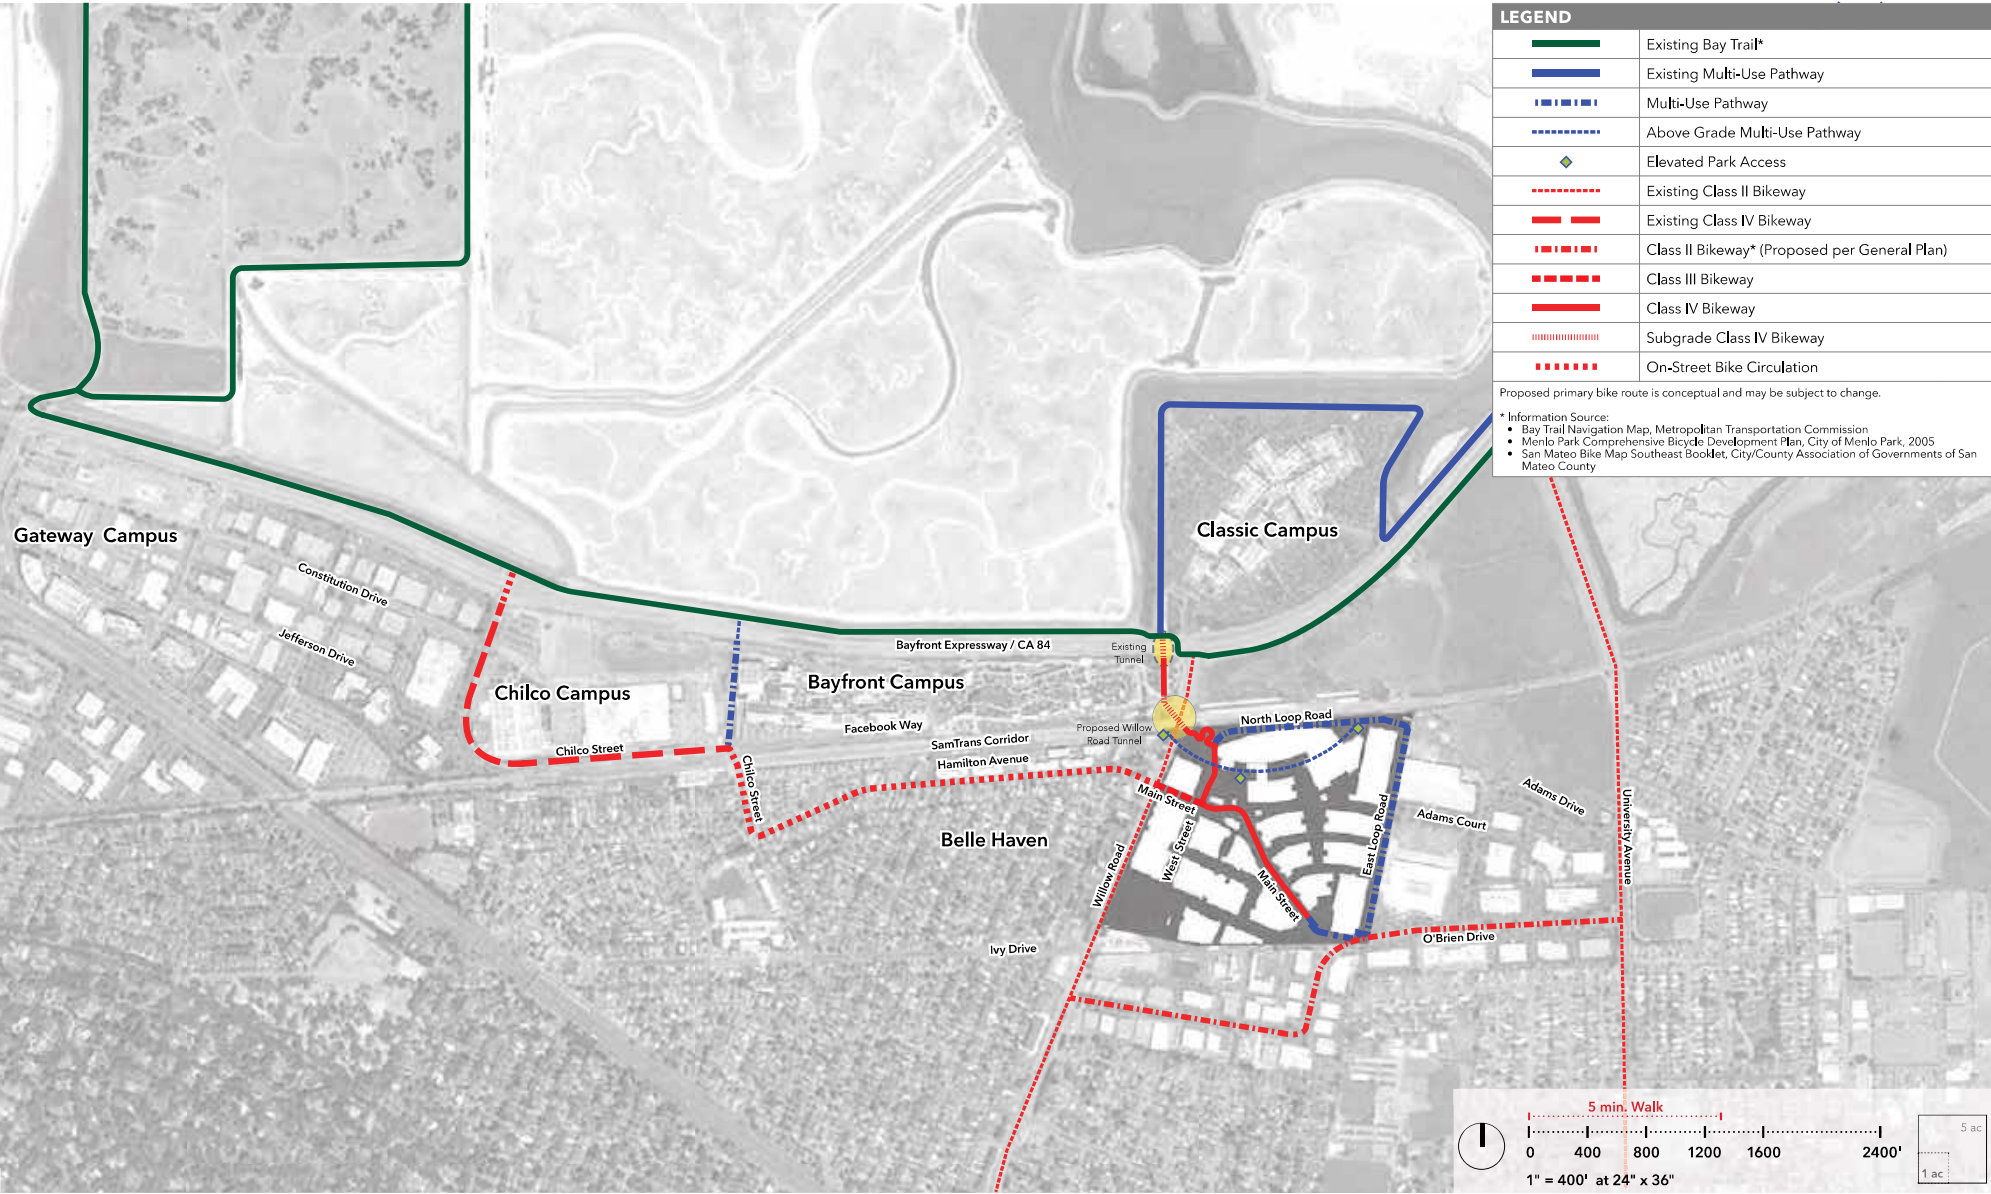 LEGEND
Existing Bay Trail*
Existing Multi-Use Pathway
Multi-Use Pathway
Above Grade Multi-Use Pathway
Elevated Park Access
Existing Class II Bikeway
Existing Class IV Bikeway
Class II Bikeway* (Proposed per General Plan)
Class III Bikeway
Class IV Bikeway
Subgrade Class IV Bikeway
On-Street Bike Circulation
Proposed primary bike route is conceptual and may be subject to change.
* Information Source:
• Bay Trail Navigation Map, Metropolitan Transportation Commission
• Menlo Park Comprehensive Bicycle Development Plan, City of Menlo Park, 2005
• San Mateo Bike Map Southeast Booklet, City/County Association of Governments of San
Mateo County
Gateway Campus
Classic Campus
Constitution Drive
Jefferson Drive
Bayfront Expressway / CA 84
Existing
Tunnel
Chilco Campus
Bayfront Campus
Facebook Way
North Loop Road
Proposed Willow
Road Tunnel
SamTrans Corridor
Chilco Street
Hamilton Avenue
Chilco Street
Main Street
Adams Drive
Adams Court
University Avenue
Belle Haven
West Street
East Loop Road
Willow Road
Main Street
O'Brien Drive
Ivy Drive
5 min. Walk
0 400 800 1200 1600 2400'
1" = 400' at 24" x 36"
5 ac
1 ac